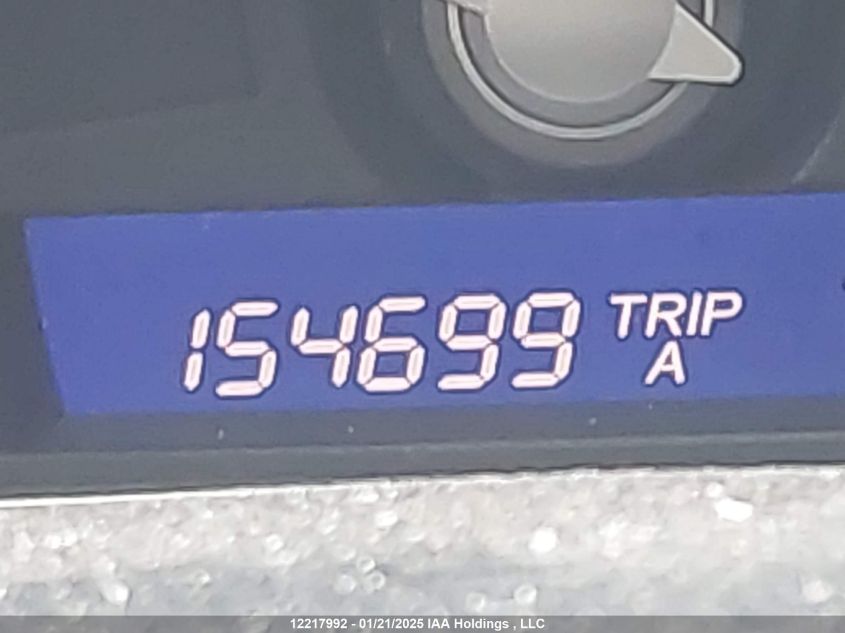 154699 TRIP
A
12217992 - 01/21/2025 IAA Holdings , LLC